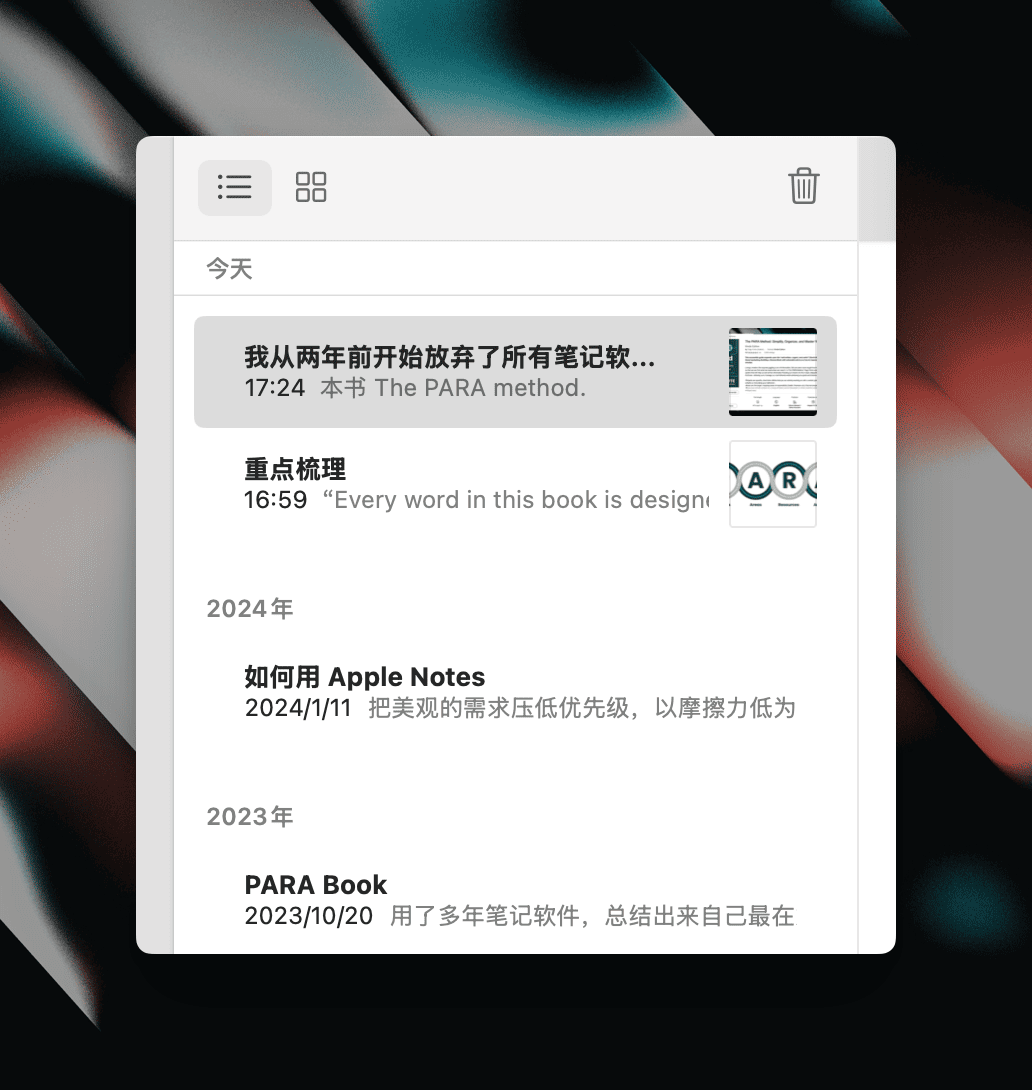 今天
我从两年前开始放弃了所有笔记软...
17:24 本书 The PARA method.
重点梳理
16:59 “Every word in this book is designe
A R
2024年
如何用 Apple Notes
2024/1/11 把美观的需求压低优先级，以摩擦力低为
2023年
PARA Book
2023/10/20 用了多年笔记软件，总结出来自己最在